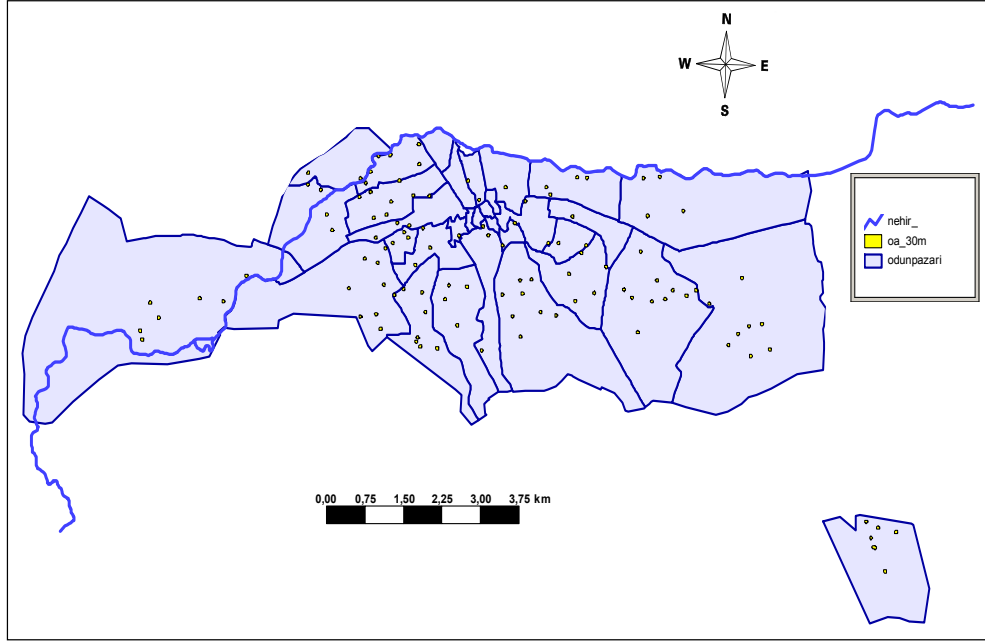 N
W E
S
nehir_
oa_30m
odunpazari
0,00 0,75 1,50 2,25 3,00 3,75 km